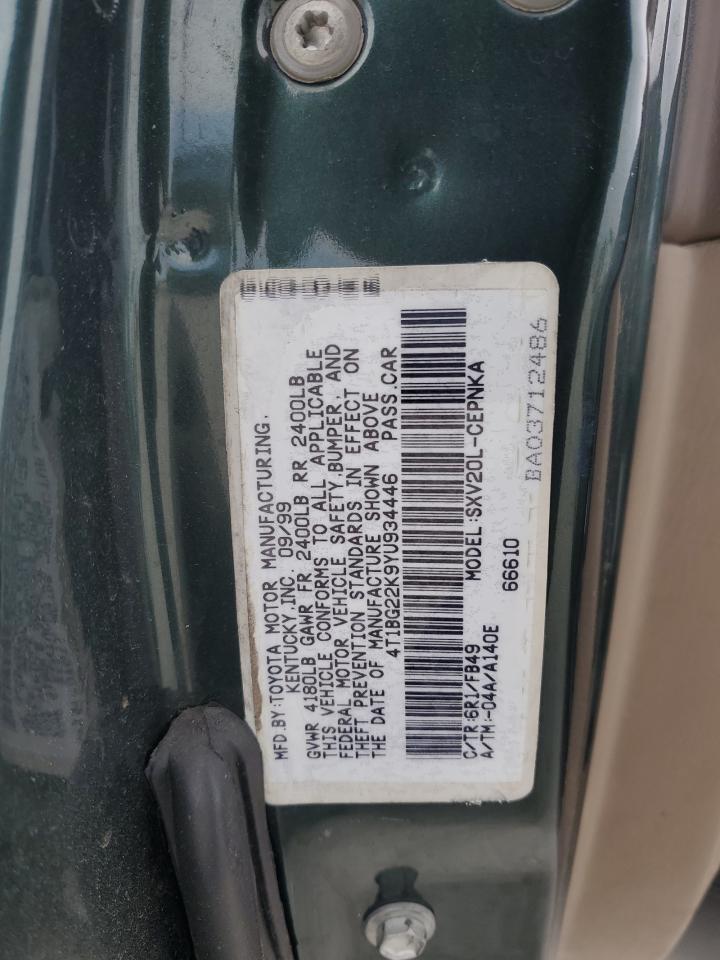 MFD.BY:TOYOTA MOTOR MANUFACTURING.
KENTUCKY,INC. 09/99
GVWR 4180LB GAWR FR 2400LB RR 2400LB
THIS VEHICLE CONFORMS TO ALL APPLICABLE
FEDERAL MOTOR VEHICLE SAFETY,BUMPER, AND
THEFT PREVENTION STANDARDS IN EFFECT ON
THE DATE OF MANUFACTURE SHOWN ABOVE
4T1BG22K9YU934446 PASS.CAR
C/TR:6R1/FB49 MODEL:SXV20L-CEPNKA
A/TM:-04A/A140E 66610
BA03712486